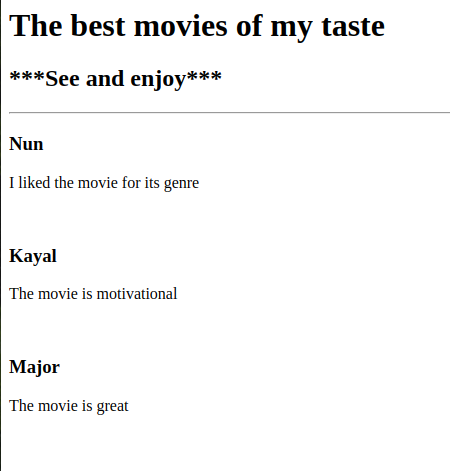 The best movies of my taste
***See and enjoy***
Nun
I liked the movie for its genre
Kayal
The movie is motivational
Major
The movie is great